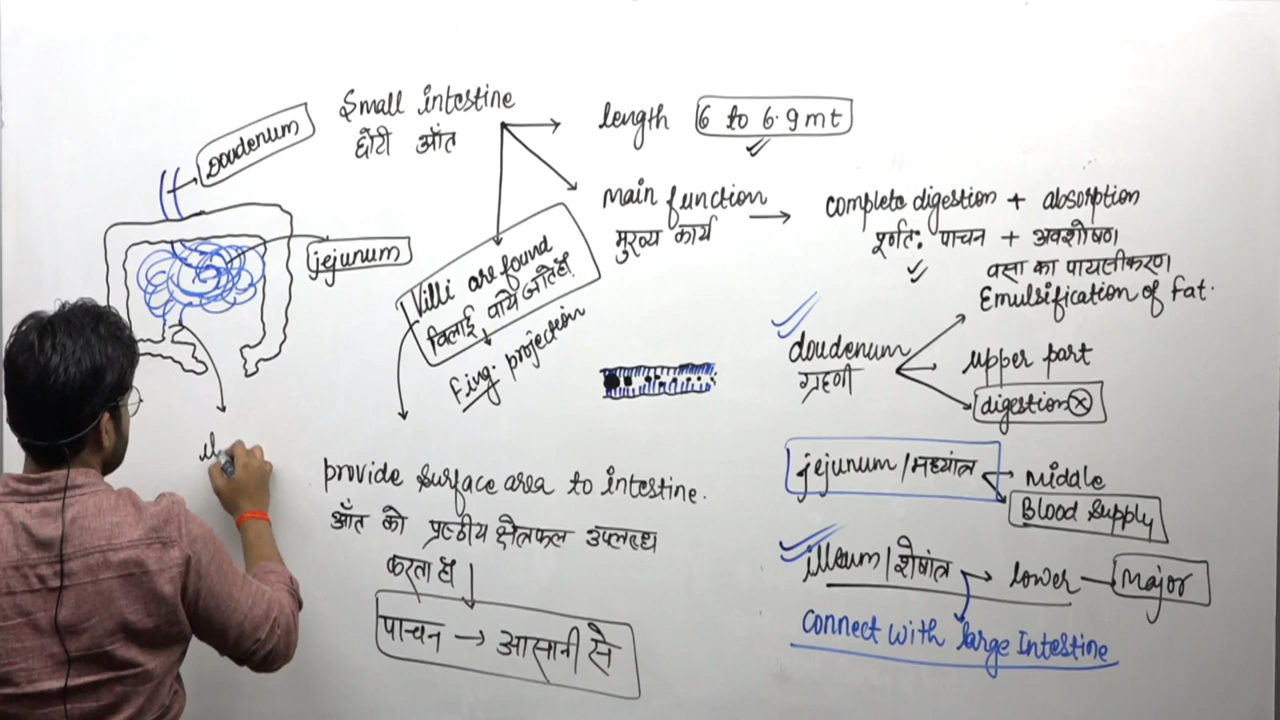 Small intestine
छोटी आँत
length 6 to 6.9 mt
Doudenum
main function
मुख्य कार्य
complete digestion + absorption
पूर्णतः पाचन + अवशोषण
वसा का पायसीकरण
Emulsification of Fat.
jejunum
Villi are found
विलाई पाये जाते हैं
Fing. projection
doudenum
ग्रहणी
upper part
digestion
provide surface area to intestine.
आँत को प्रष्ठीय क्षेत्रफल उपलब्ध
करता है
पाचन → आसानी से
jejunum/मध्यांत्र
middle
Blood Supply
illeum/शेषांत्र → lower — Major
connect with large Intestine